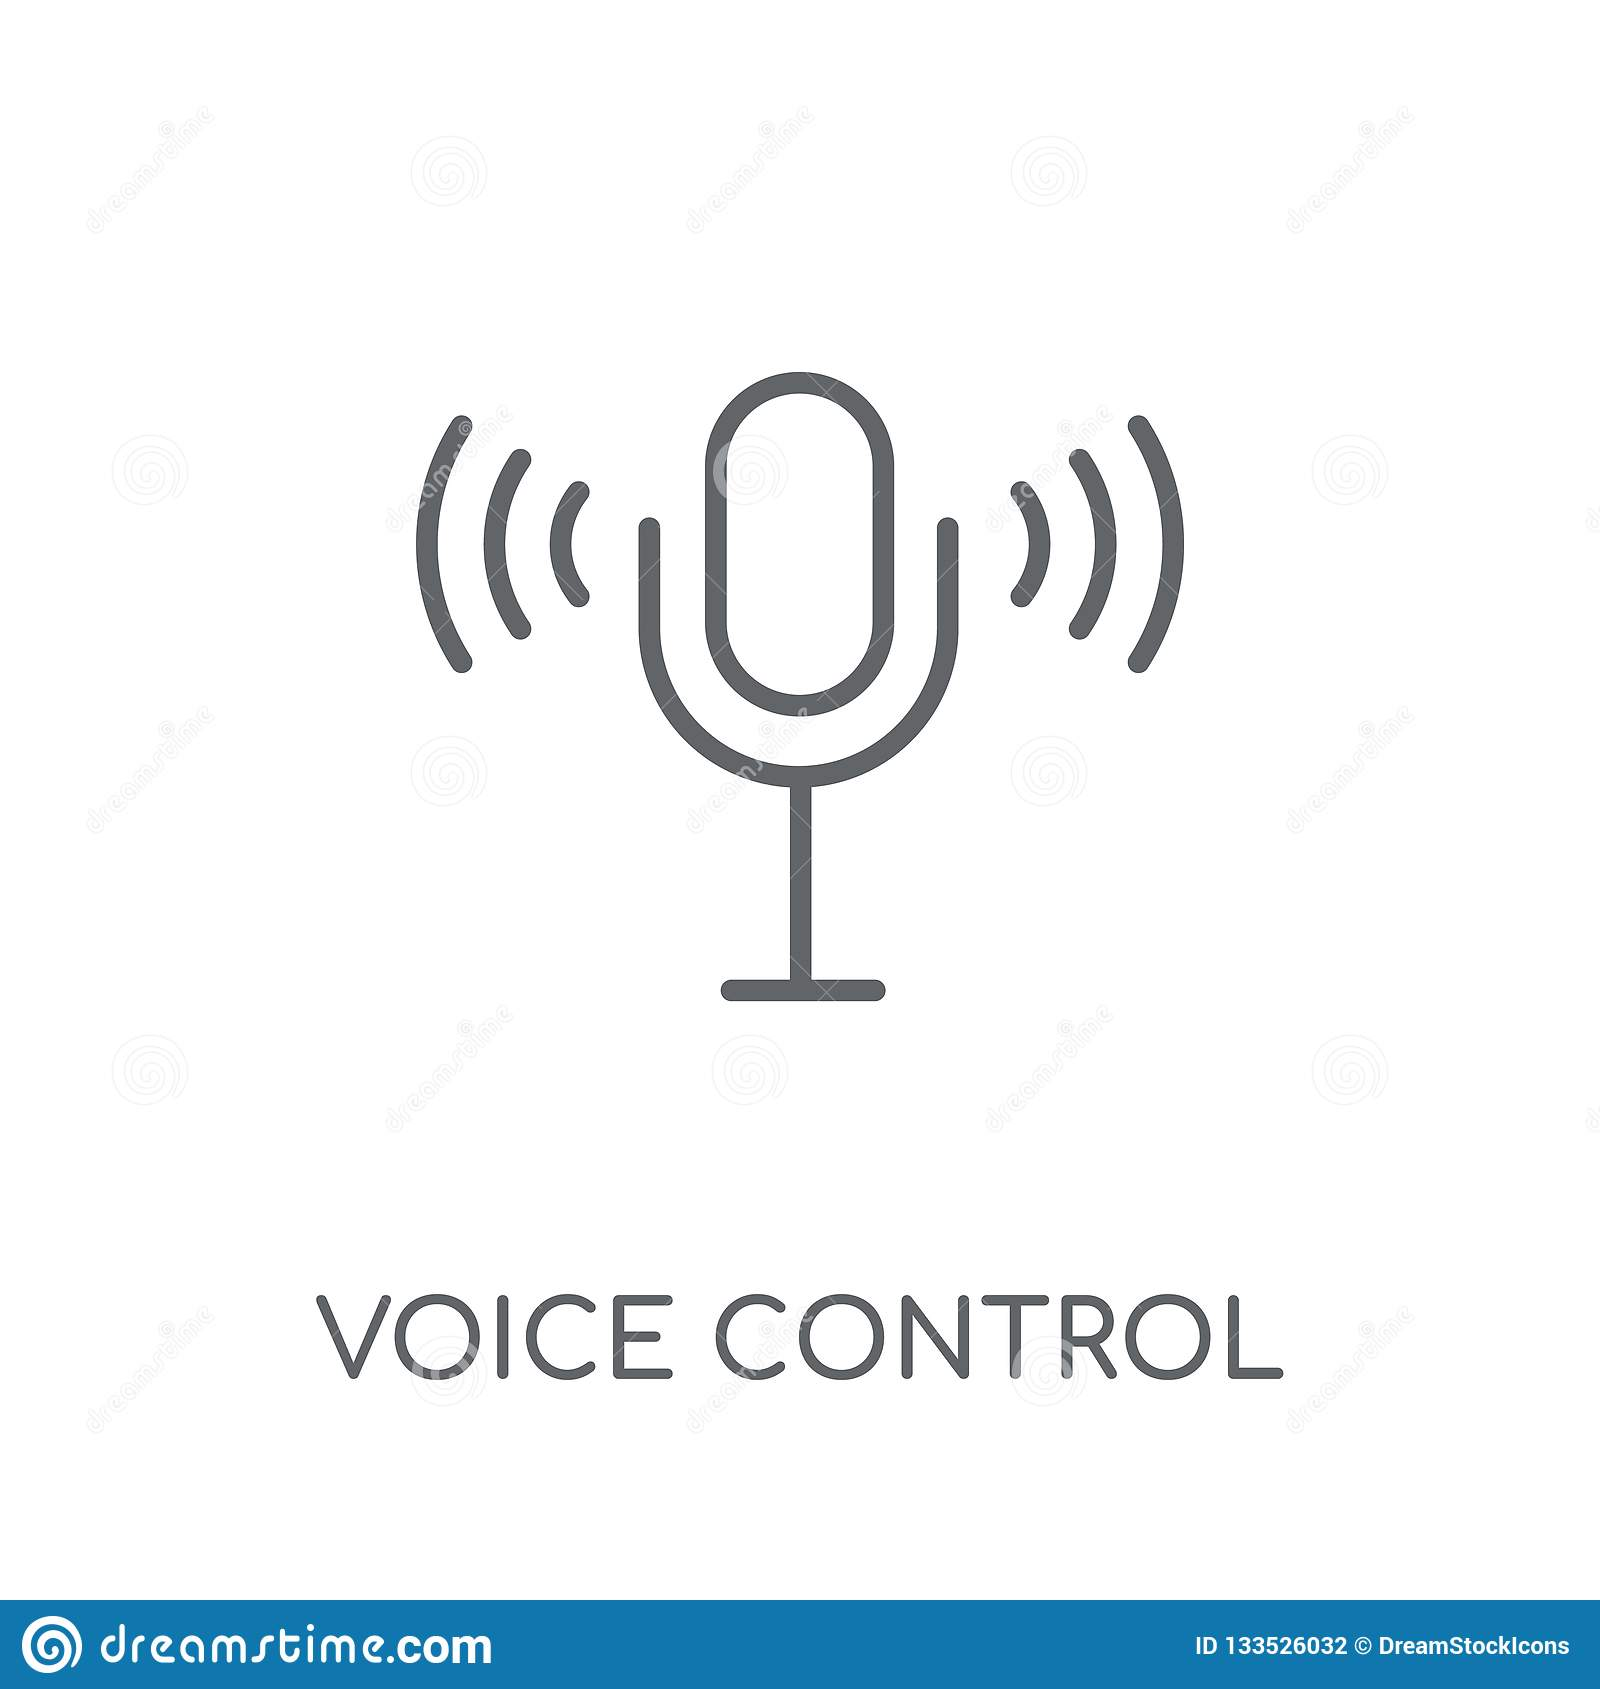 VOICE CONTROL
dreamstime.com
ID 133526032 © DreamStockIcons